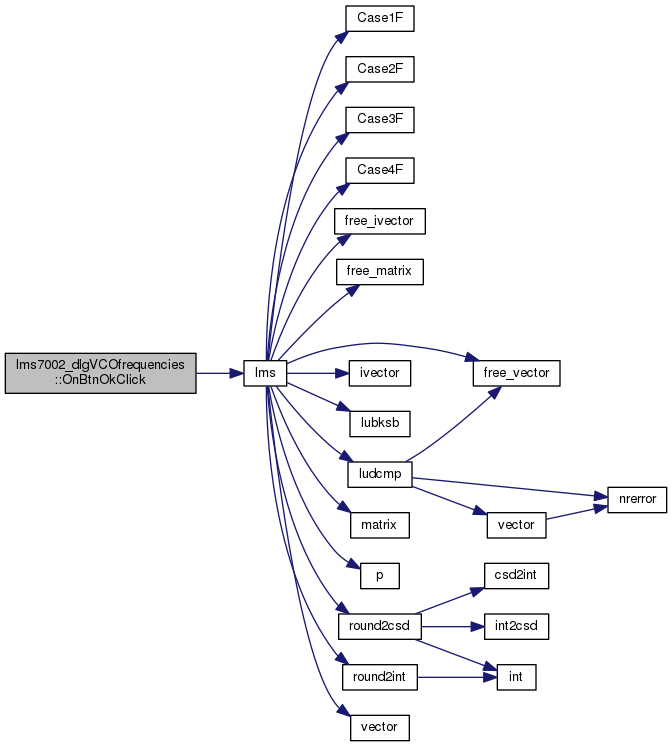 Case1F
Case2F
Case3F
Case4F
free_ivector
free_matrix
lms7002_dlgVCOfrequencies
::OnBtnOkClick
lms
ivector
free_vector
lubksb
ludcmp
nrerror
matrix
vector
p
csd2int
round2csd
int2csd
round2int
int
vector